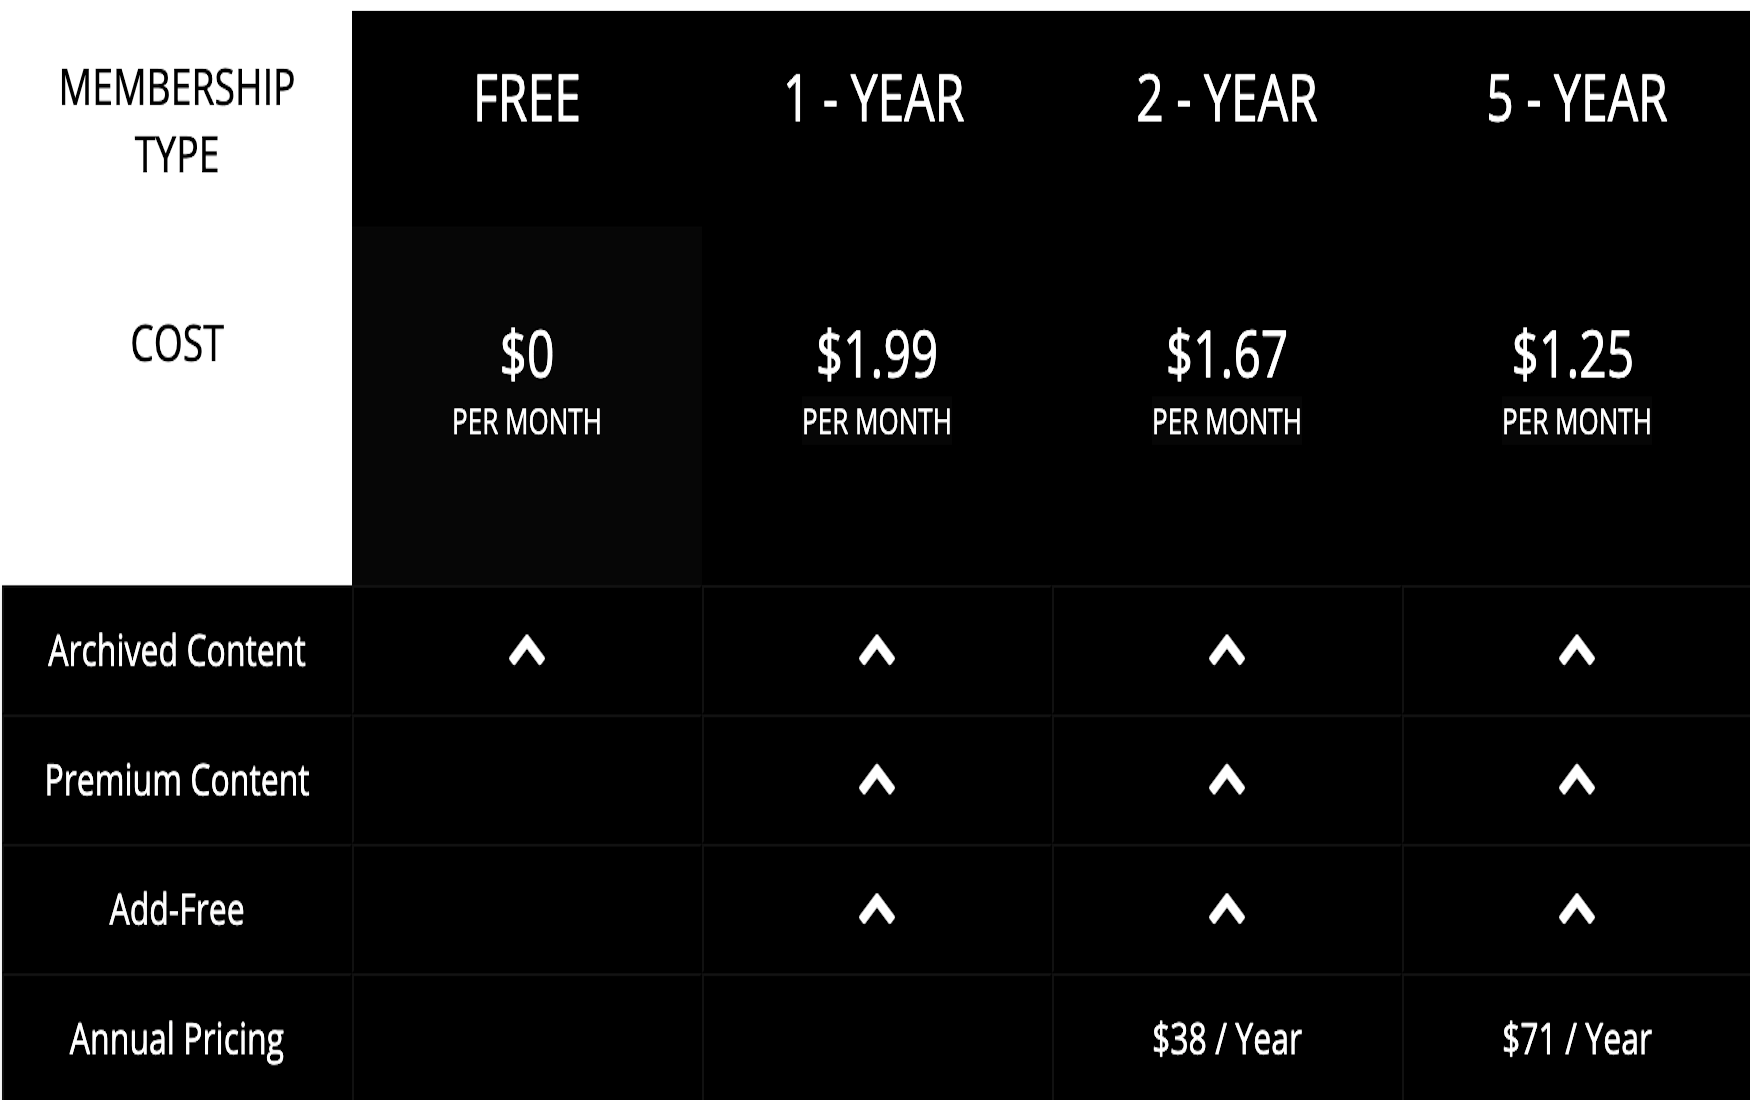 MEMBERSHIP
TYPE
FREE
1 - YEAR
2 - YEAR
5 - YEAR
COST
$0
PER MONTH
$1.99
PER MONTH
$1.67
PER MONTH
$1.25
PER MONTH
Archived Content
Premium Content
Add-Free
Annual Pricing
$38 / Year
$71 / Year